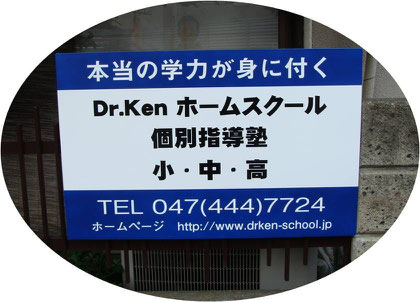 本当の学力が身に付く
Dr.Ken ホームスクール
個別指導塾
小・中・高
TEL 047(444)7724
ホームページ http://www.drken-school.jp